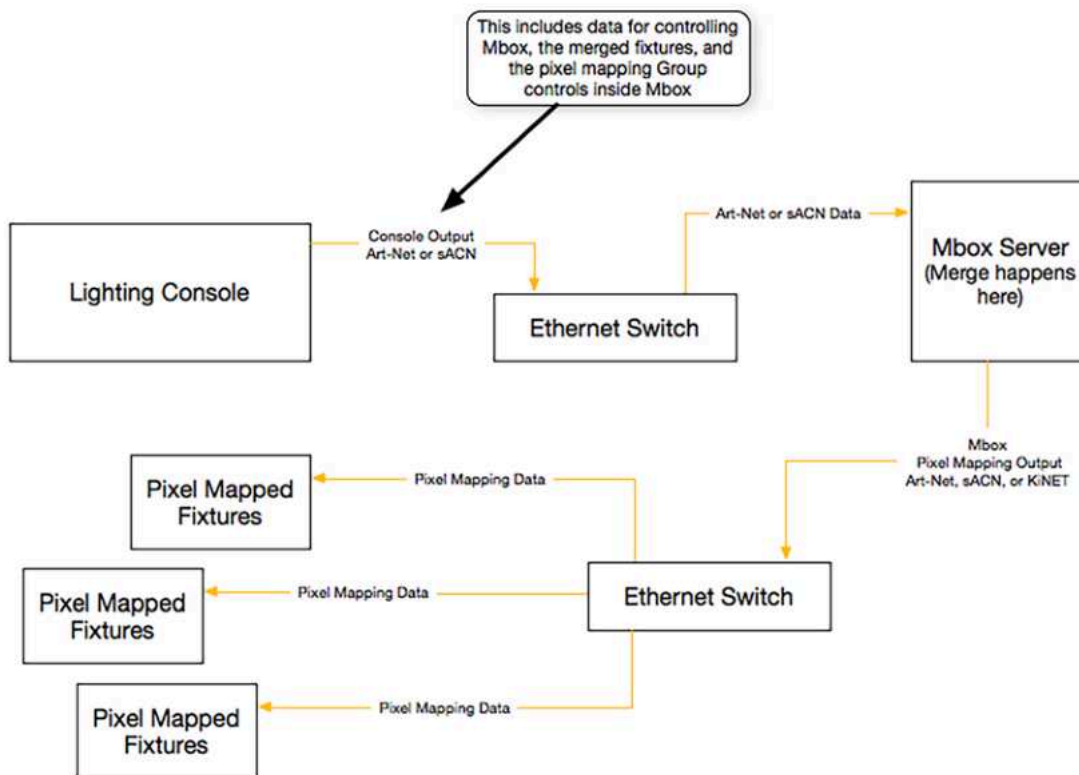 This includes data for controlling
Mbox, the merged fixtures, and
the pixel mapping Group
controls inside Mbox
Lighting Console
Console Output
Art-Net or sACN
Ethernet Switch
Art-Net or sACN Data
Mbox Server
(Merge happens
here)
Mbox
Pixel Mapping Output
Art-Net, sACN, or KiNET
Pixel Mapped
Fixtures
Pixel Mapping Data
Pixel Mapped
Fixtures
Pixel Mapping Data
Ethernet Switch
Pixel Mapped
Fixtures
Pixel Mapping Data